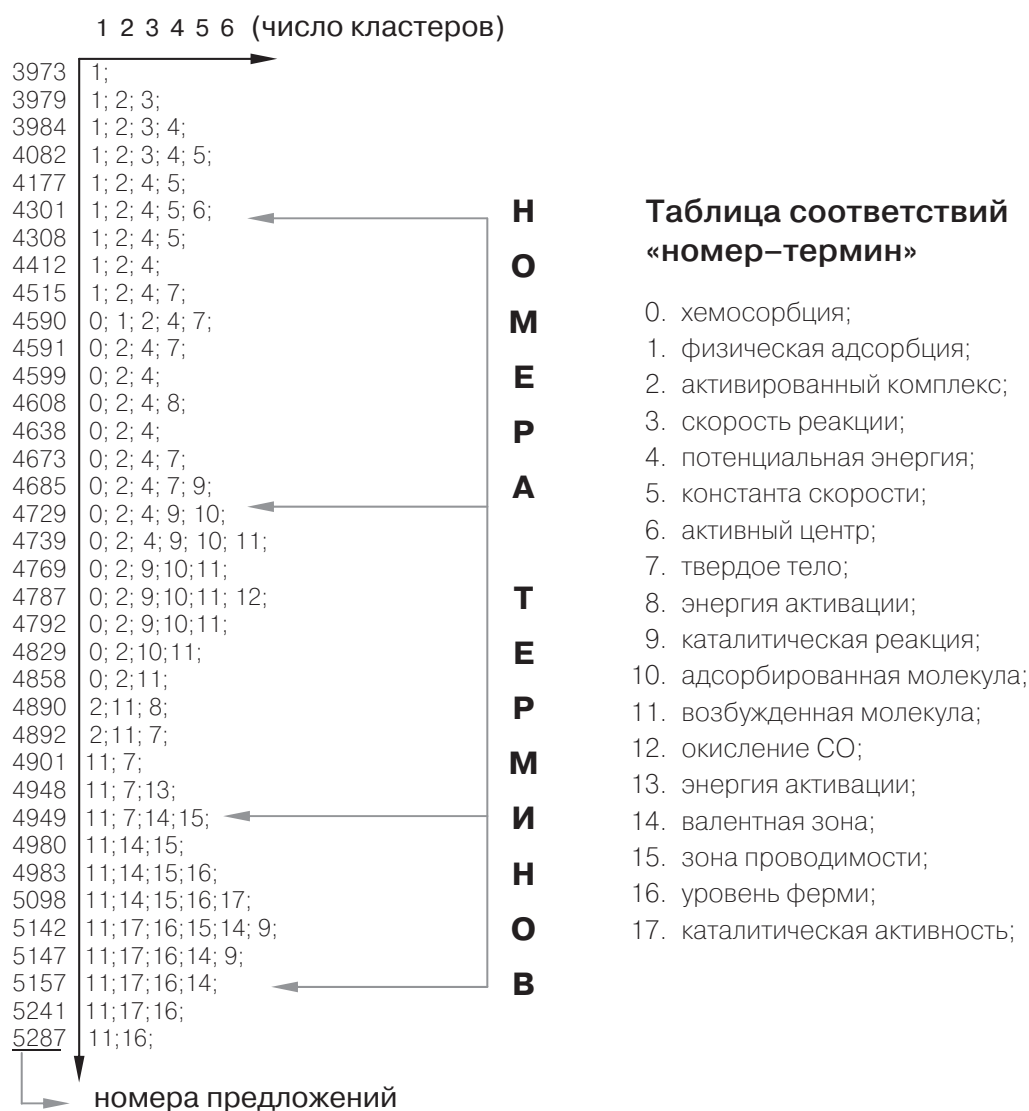 1 2 3 4 5 6 (число кластеров)
3973 1;
3979 1; 2; 3;
3984 1; 2; 3; 4;
4082 1; 2; 3; 4; 5;
4177 1; 2; 4; 5;
4301 1; 2; 4; 5; 6;
4308 1; 2; 4; 5;
4412 1; 2; 4;
4515 1; 2; 4; 7;
4590 0; 1; 2; 4; 7;
4591 0; 2; 4; 7;
4599 0; 2; 4;
4608 0; 2; 4; 8;
4638 0; 2; 4;
4673 0; 2; 4; 7;
4685 0; 2; 4; 7; 9;
4729 0; 2; 4; 9; 10;
4739 0; 2; 4; 9; 10; 11;
4769 0; 2; 9;10;11;
4787 0; 2; 9;10;11; 12;
4792 0; 2; 9;10;11;
4829 0; 2;10;11;
4858 0; 2;11;
4890 2;11; 8;
4892 2;11; 7;
4901 11; 7;
4948 11; 7;13;
4949 11; 7;14;15;
4980 11;14;15;
4983 11;14;15;16;
5098 11;14;15;16;17;
5142 11;17;16;15;14; 9;
5147 11;17;16;14; 9;
5157 11;17;16;14;
5241 11;17;16;
5287 11;16;
номера предложений
НОМЕРА ТЕРМИНОВ
Таблица соответствий
«номер–термин»
0. хемосорбция;
1. физическая адсорбция;
2. активированный комплекс;
3. скорость реакции;
4. потенциальная энергия;
5. константа скорости;
6. активный центр;
7. твердое тело;
8. энергия активации;
9. каталитическая реакция;
10. адсорбированная молекула;
11. возбужденная молекула;
12. окисление СО;
13. энергия активации;
14. валентная зона;
15. зона проводимости;
16. уровень ферми;
17. каталитическая активность;